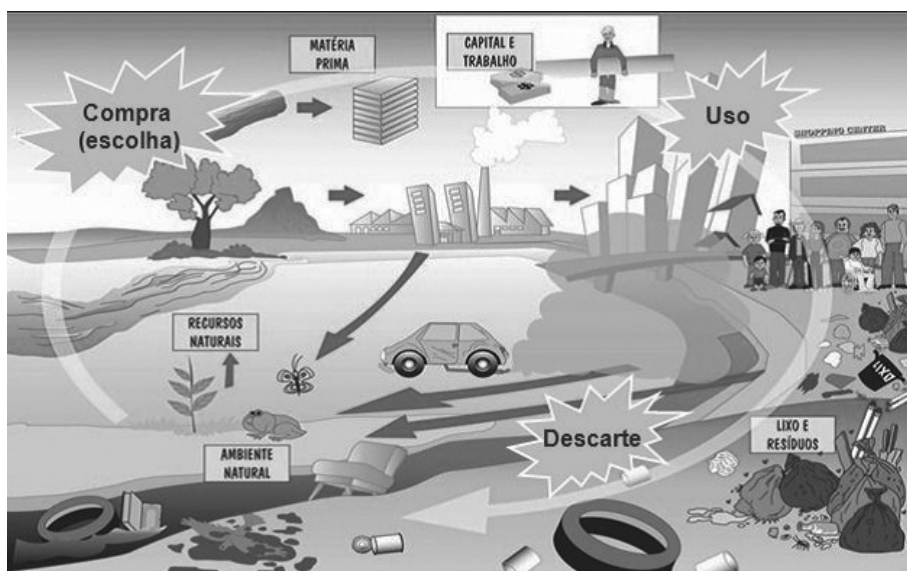 MATÉRIA
PRIMA
CAPITAL E
TRABALHO
Compra
(escolha)
Uso
SHOPPING CENTER
RECURSOS
NATURAIS
LIXO
Descarte
LIXO E
RESÍDUOS
AMBIENTE
NATURAL